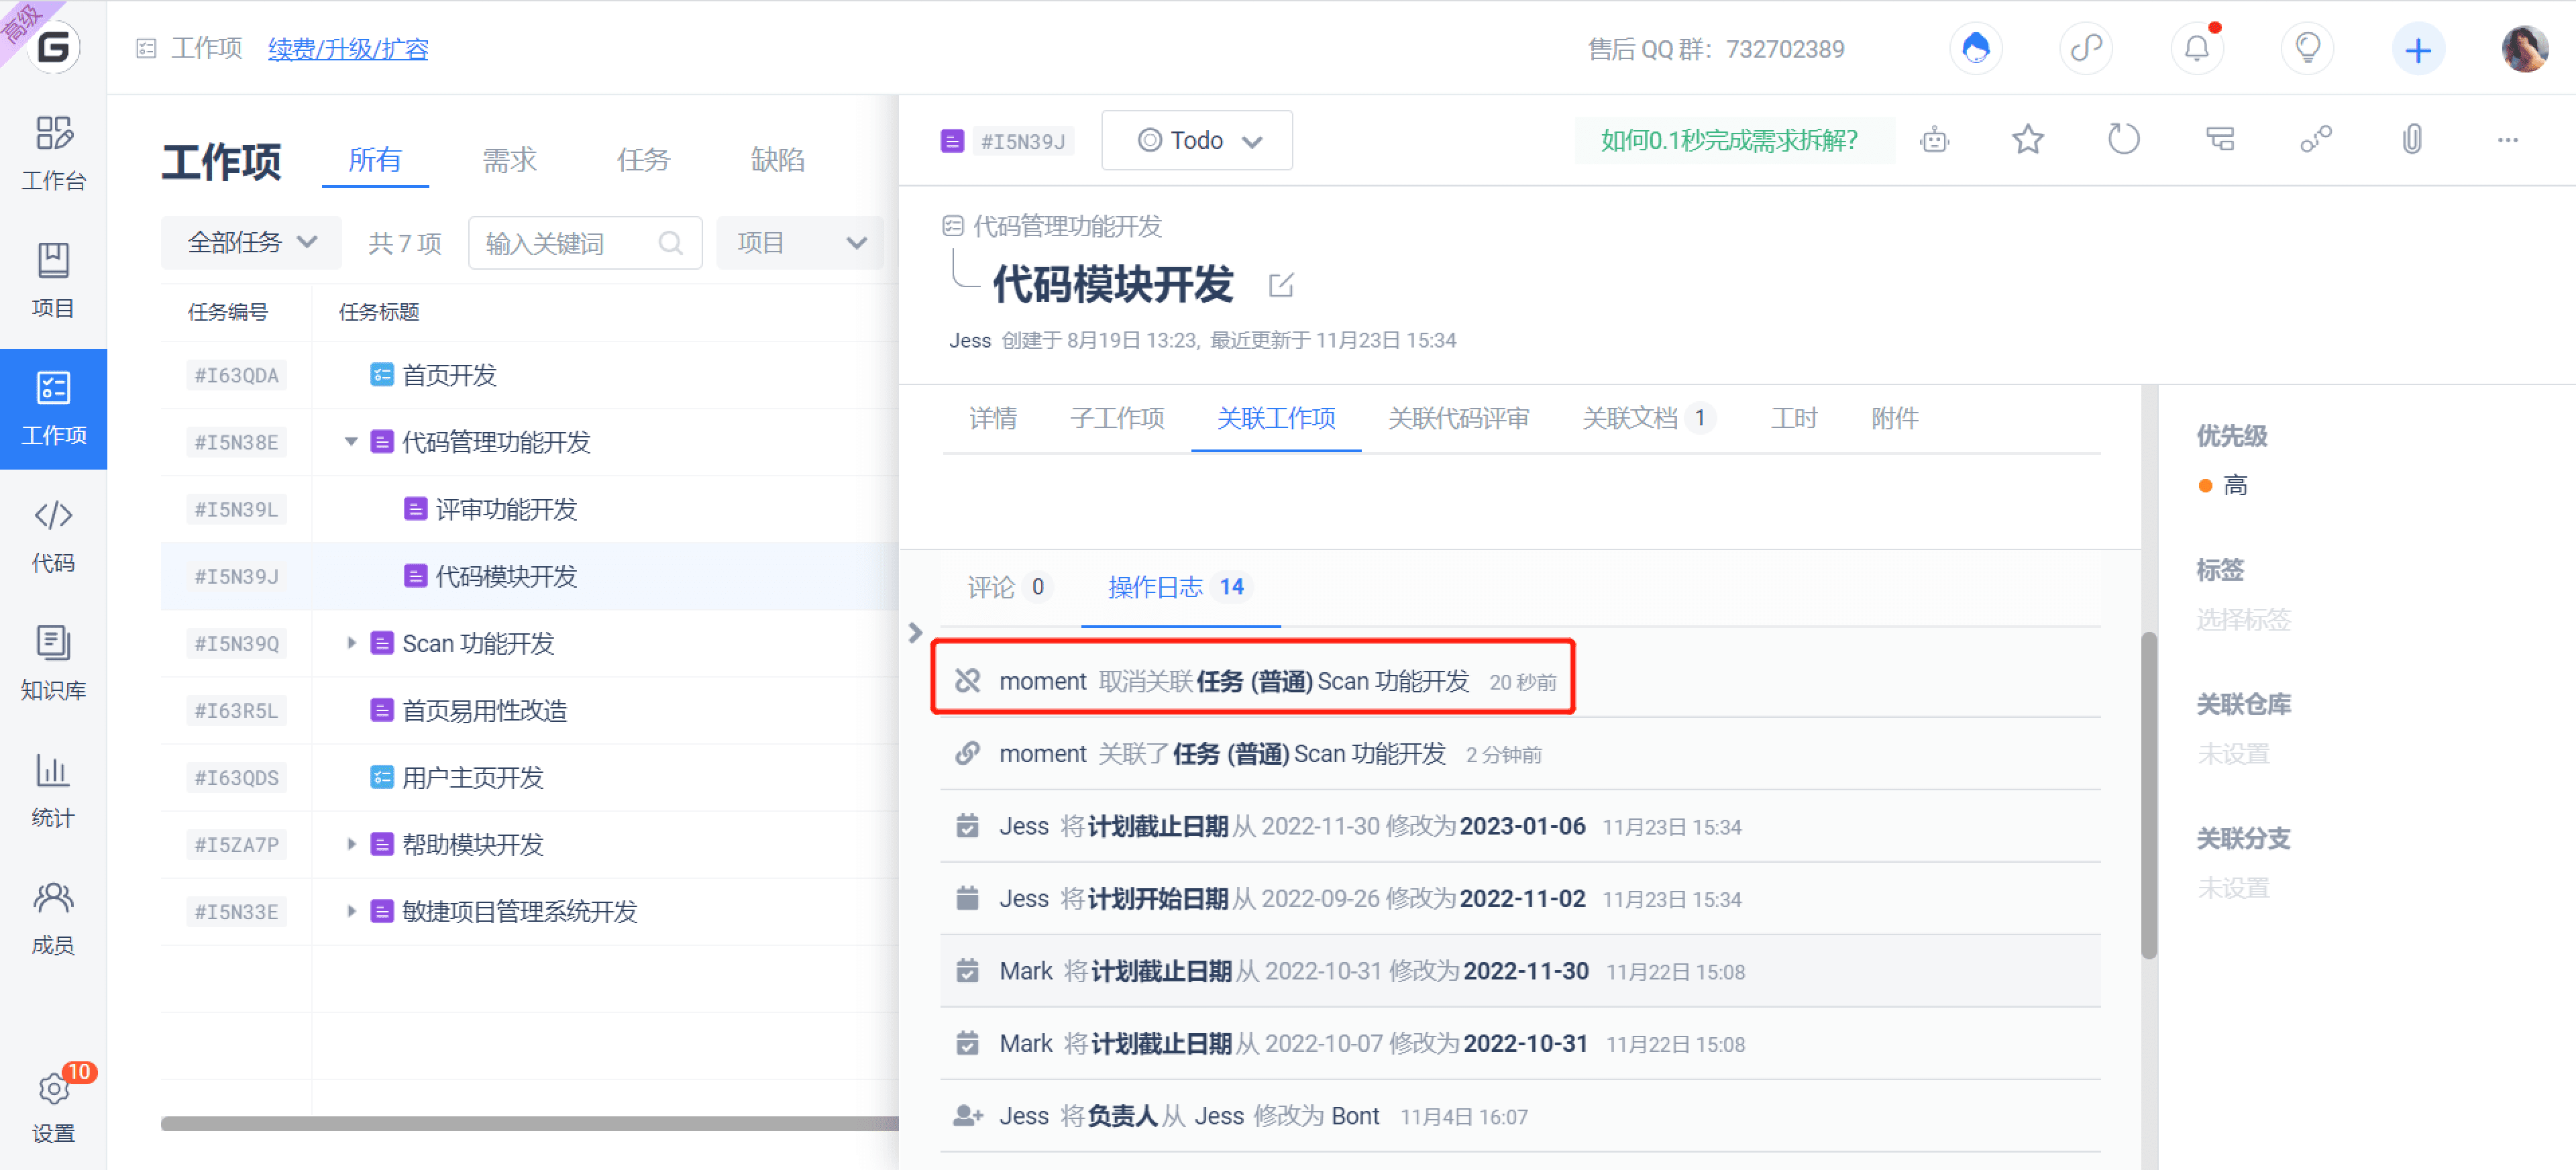 高级
G
工作项 续费/升级/扩容
售后 QQ 群：732702389
工作台
项目
工作项
代码
知识库
统计
成员
10
设置
工作项 所有 需求 任务 缺陷
全部任务 共 7 项 输入关键词 项目
任务编号 任务标题
#I63QDA 首页开发
#I5N38E 代码管理功能开发
#I5N39L 评审功能开发
#I5N39J 代码模块开发
#I5N39Q Scan 功能开发
#I63R5L 首页易用性改造
#I63QDS 用户主页开发
#I5ZA7P 帮助模块开发
#I5N33E 敏捷项目管理系统开发
#I5N39J Todo 如何0.1秒完成需求拆解?
代码管理功能开发
代码模块开发
Jess 创建于 8月19日 13:23, 最近更新于 11月23日 15:34
详情 子工作项 关联工作项 关联代码评审 关联文档 1 工时 附件
评论 0 操作日志 14
moment 取消关联 任务 (普通) Scan 功能开发 20 秒前
moment 关联了 任务 (普通) Scan 功能开发 2 分钟前
Jess 将 计划截止日期 从 2022-11-30 修改为 2023-01-06 11月23日 15:34
Jess 将 计划开始日期 从 2022-09-26 修改为 2022-11-02 11月23日 15:34
Mark 将 计划截止日期 从 2022-10-31 修改为 2022-11-30 11月22日 15:08
Mark 将 计划截止日期 从 2022-10-07 修改为 2022-10-31 11月22日 15:08
Jess 将 负责人 从 Jess 修改为 Bont 11月4日 16:07
优先级
高
标签
选择标签
关联仓库
未设置
关联分支
未设置